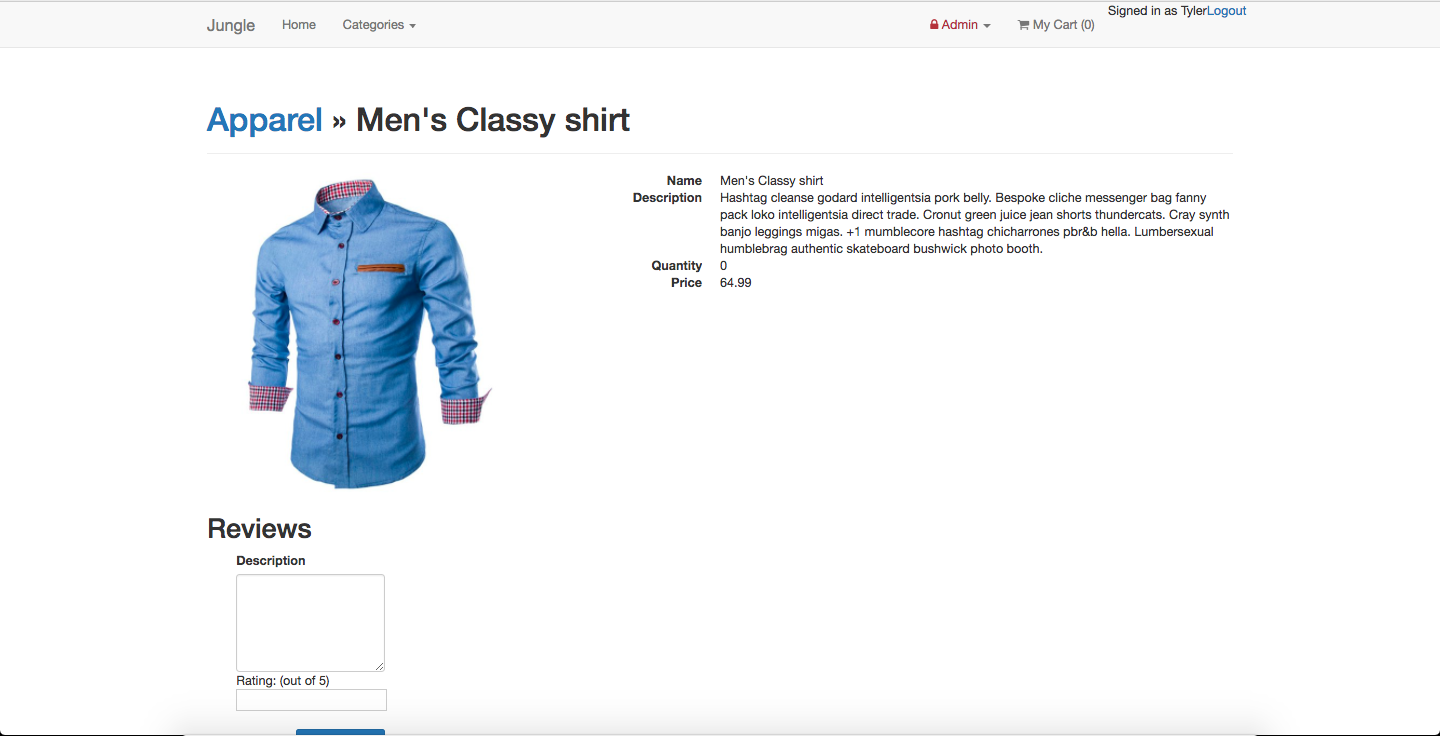 Jungle Home Categories Admin My Cart (0) Signed in as TylerLogout
Apparel » Men's Classy shirt
Name Men's Classy shirt
Description Hashtag cleanse godard intelligentsia pork belly. Bespoke cliche messenger bag fanny
pack loko intelligentsia direct trade. Cronut green juice jean shorts thundercats. Cray synth
banjo leggings migas. +1 mumblecore hashtag chicharrones pbr&b hella. Lumbersexual
humblebrag authentic skateboard bushwick photo booth.
Quantity 0
Price 64.99
Reviews
Description
Rating: (out of 5)